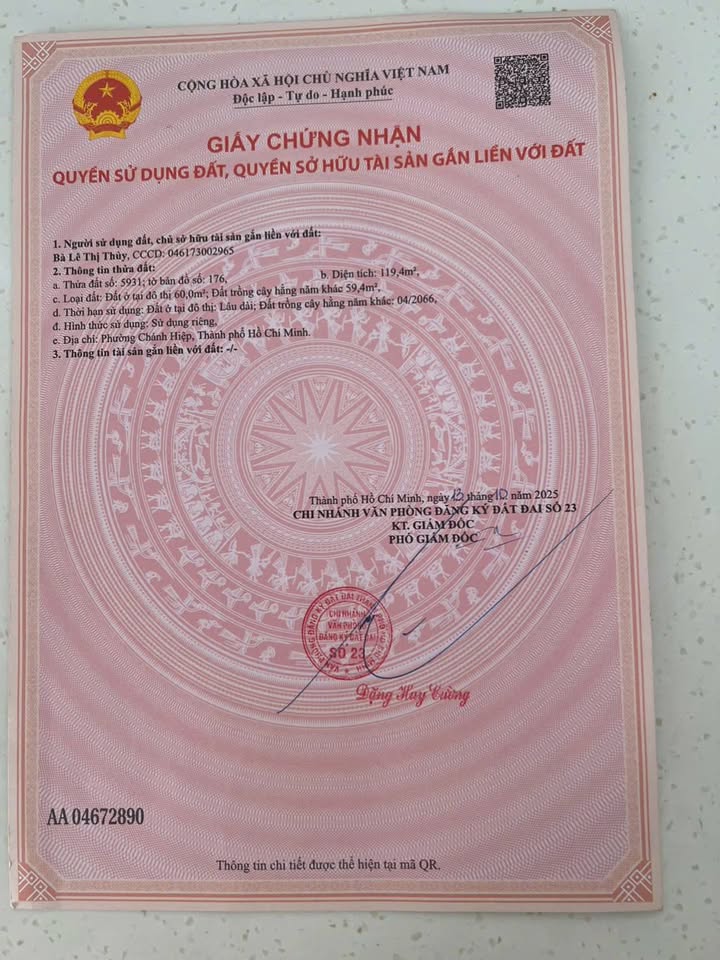 CỘNG HÒA XÃ HỘI CHỦ NGHĨA VIỆT NAM
Độc lập - Tự do - Hạnh phúc
GIẤY CHỨNG NHẬN
QUYỀN SỬ DỤNG ĐẤT, QUYỀN SỞ HỮU TÀI SẢN GẮN LIỀN VỚI ĐẤT
1. Người sử dụng đất, chủ sở hữu tài sản gắn liền với đất:
Bà Lê Thị Thủy, CCCD: 046173002965
2. Thông tin thửa đất:
a. Thửa đất số: 5931; tờ bản đồ số: 176, b. Diện tích: 119,4m²,
c. Loại đất: Đất ở tại đô thị 60,0m²; Đất trồng cây hằng năm khác 59,4m²,
d. Thời hạn sử dụng: Đất ở tại đô thị: Lâu dài; Đất trồng cây hằng năm khác: 04/2066,
đ. Hình thức sử dụng: Sử dụng riêng,
e. Địa chỉ: Phường Chánh Hiệp, Thành phố Hồ Chí Minh.
3. Thông tin tài sản gắn liền với đất: -/-
Thành phố Hồ Chí Minh, ngày 13 tháng 10 năm 2025
CHI NHÁNH VĂN PHÒNG ĐĂNG KÝ ĐẤT ĐAI SỐ 23
KT. GIÁM ĐỐC
PHÓ GIÁM ĐỐC
CHI NHÁNH
VĂN PHÒNG
ĐĂNG KÝ ĐẤT ĐAI
SỐ 23
Đặng Huy Cường
AA 04672890
Thông tin chi tiết được thể hiện tại mã QR.